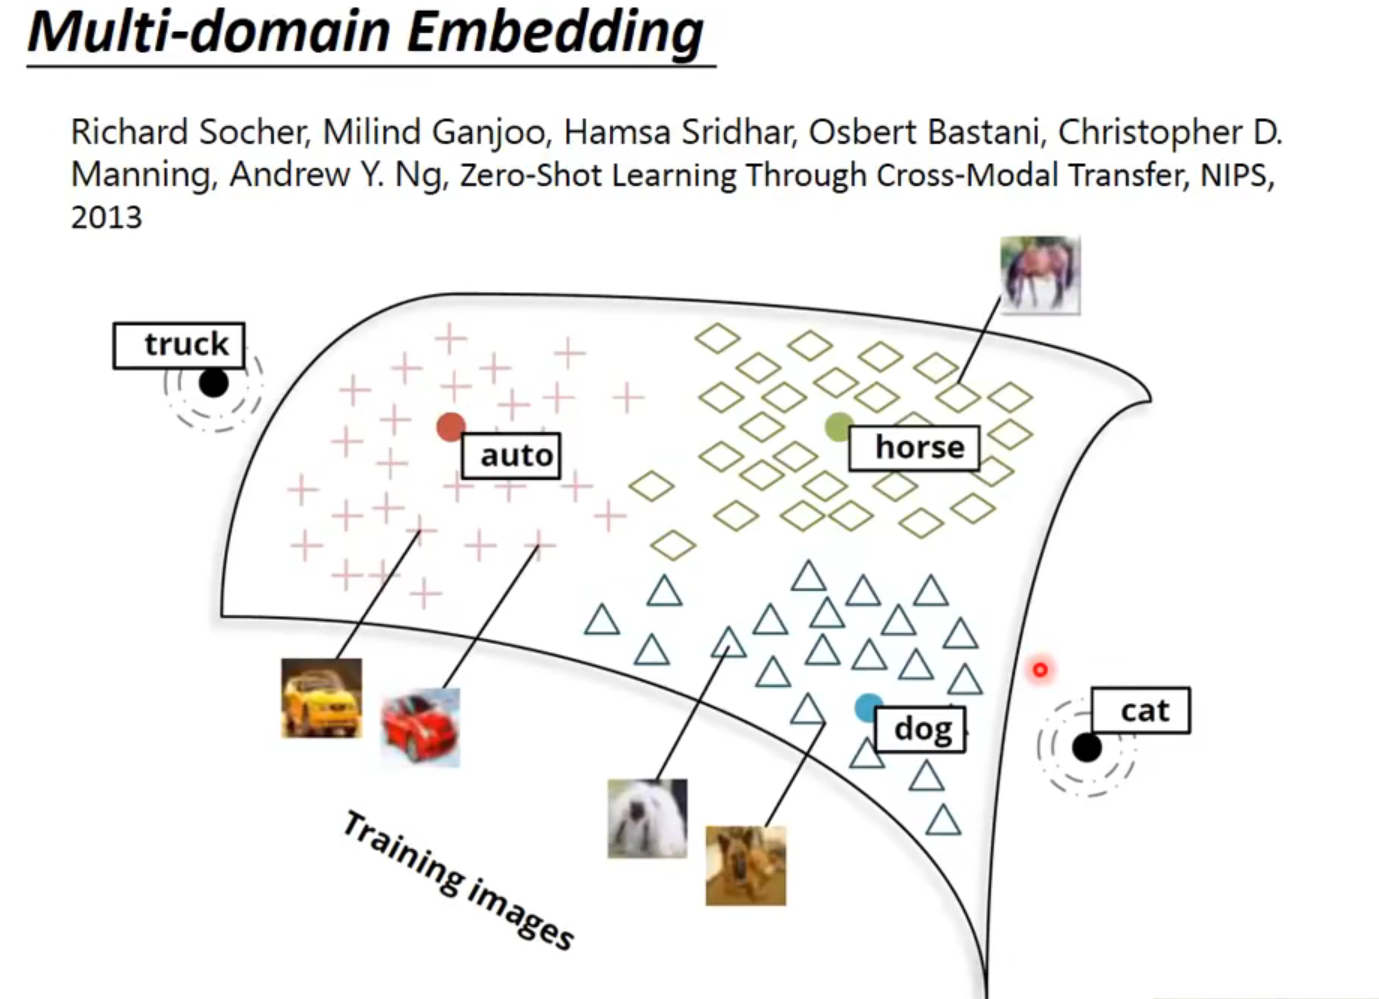 Multi-domain Embedding
Richard Socher, Milind Ganjoo, Hamsa Sridhar, Osbert Bastani, Christopher D.
Manning, Andrew Y. Ng, Zero-Shot Learning Through Cross-Modal Transfer, NIPS,
2013
truck
auto
horse
cat
dog
Training images